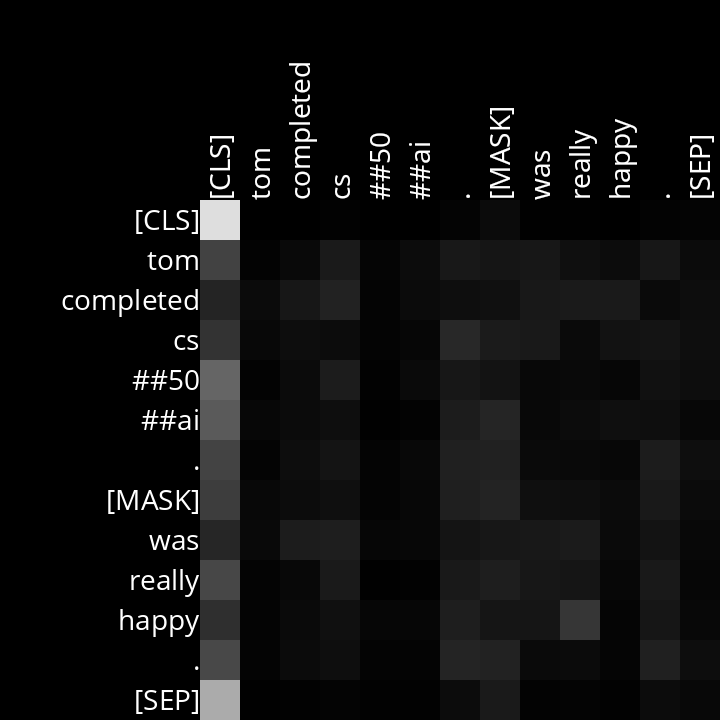 [CLS] tom completed cs ##50 ##ai . [MASK] was really happy . [SEP]
[CLS]
tom
completed
cs
##50
##ai
.
[MASK]
was
really
happy
.
[SEP]